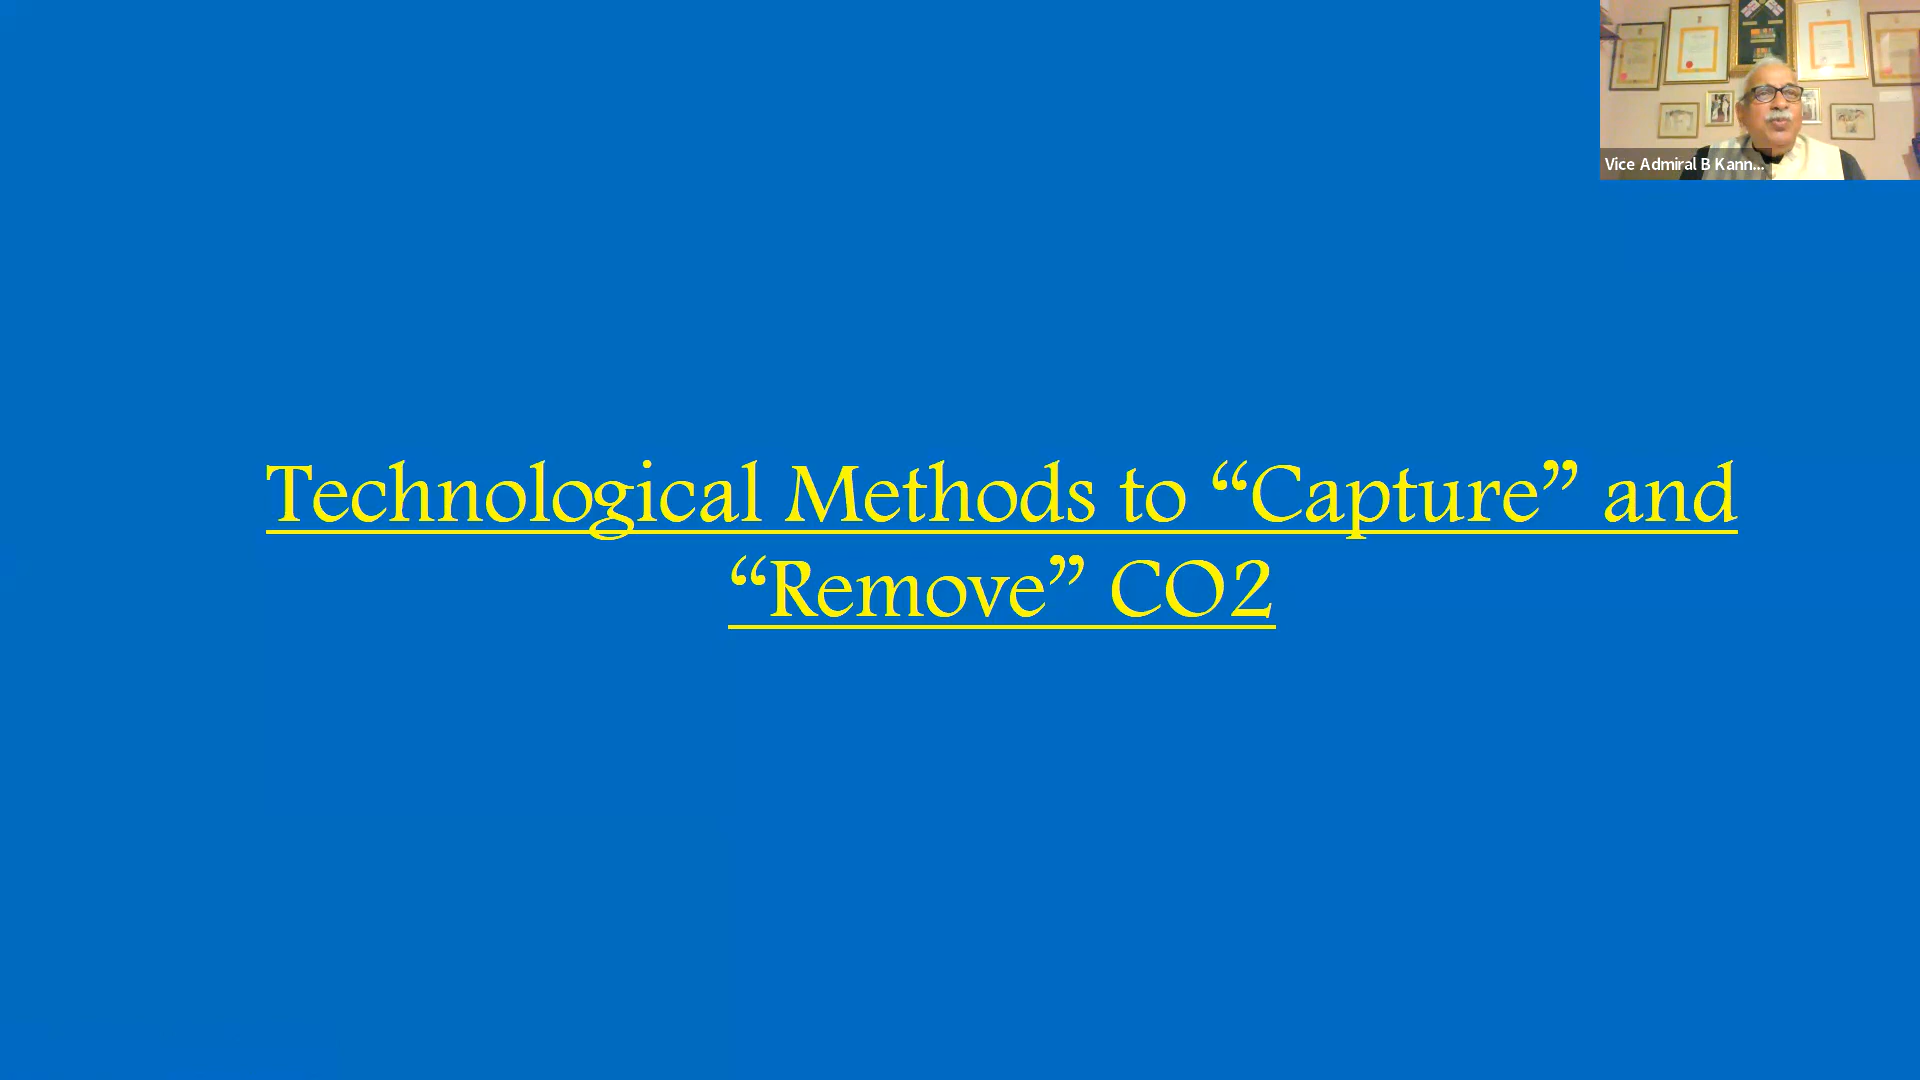 Vice Admiral B Kann...
Technological Methods to “Capture” and
“Remove” CO2